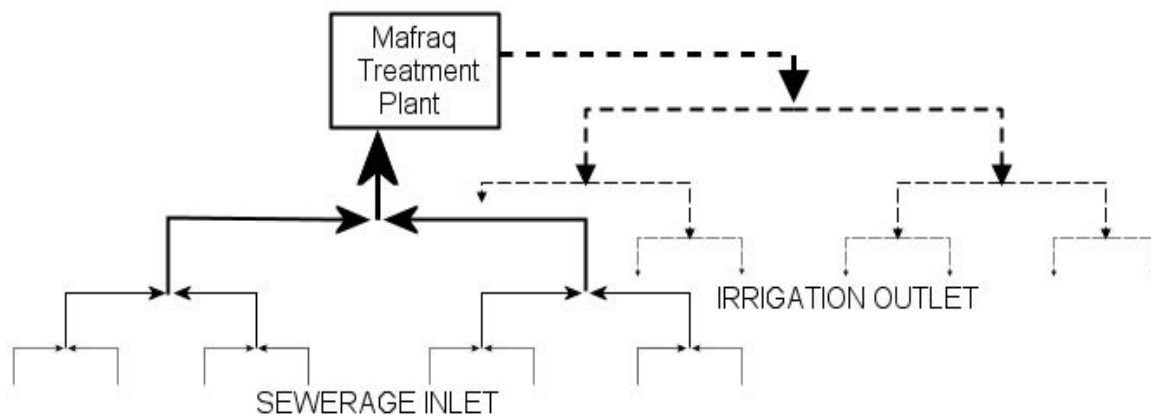 Mafraq
Treatment
Plant
IRRIGATION OUTLET
SEWERAGE INLET